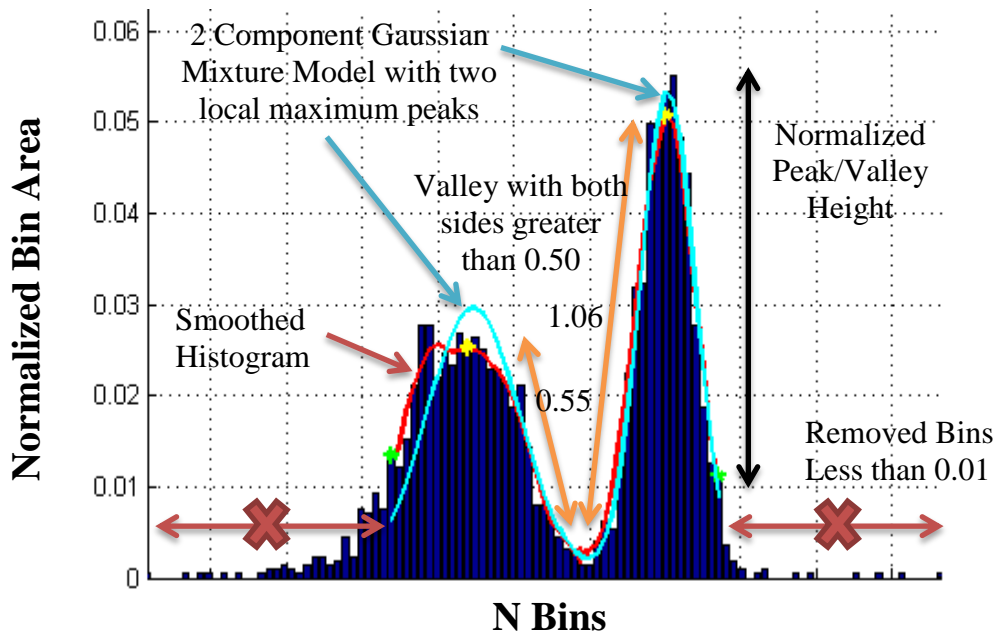 0.06
0.05
0.04
0.03
0.02
0.01
0
Normalized Bin Area
2 Component Gaussian
Mixture Model with two
local maximum peaks
Valley with both
sides greater
than 0.50
Normalized
Peak/Valley
Height
Smoothed
Histogram
1.06
0.55
Removed Bins
Less than 0.01
N Bins